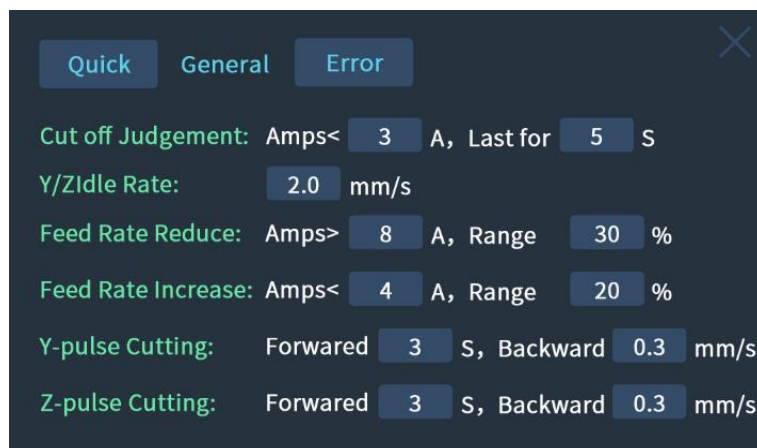 Quick General Error
Cut off Judgement: Amps< 3 A, Last for 5 S
Y/ZIdle Rate: 2.0 mm/s
Feed Rate Reduce: Amps> 8 A, Range 30 %
Feed Rate Increase: Amps< 4 A, Range 20 %
Y-pulse Cutting: Forwared 3 S, Backward 0.3 mm/s
Z-pulse Cutting: Forwared 3 S, Backward 0.3 mm/s